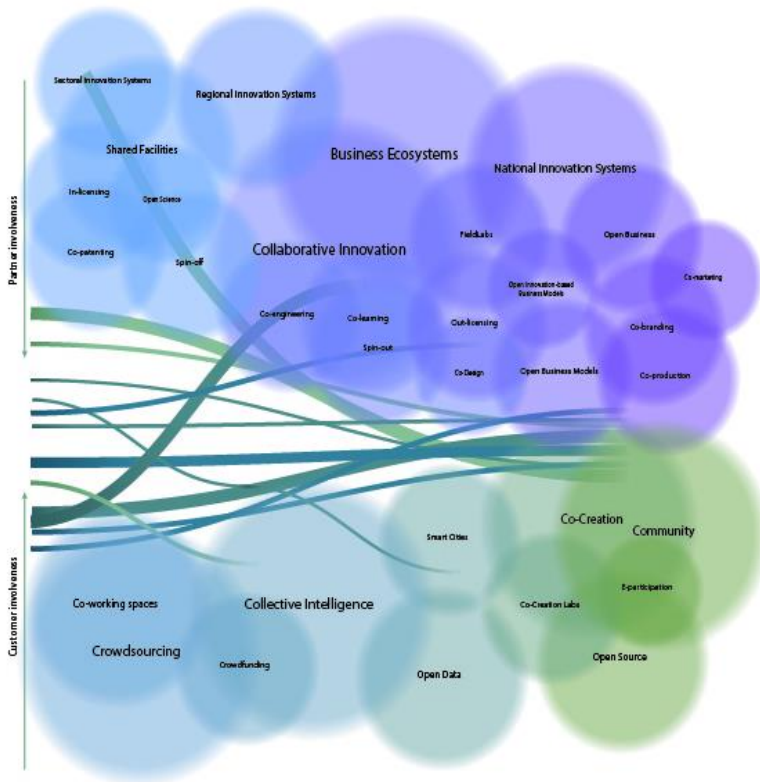 Sectoral Innovation Systems
Regional Innovation Systems
Shared Facilities
Business Ecosystems
National Innovation Systems
In-licensing
Open Science
Co-patenting
Spin-off
Collaborative Innovation
FieldLabs
Open Business
Co-markating
Open Innovation-based
Business Models
Co-engineering
Co-learning
Out-licensing
Co-branding
Spin-out
Co-Design
Open Business Models
Co-production
Partner involveness
Customer involveness
Co-Creation
Community
Smart Cities
E-participation
Co-working spaces
Collective Intelligence
Co-Creation Labs
Crowdsourcing
Crowdfunding
Open Data
Open Source